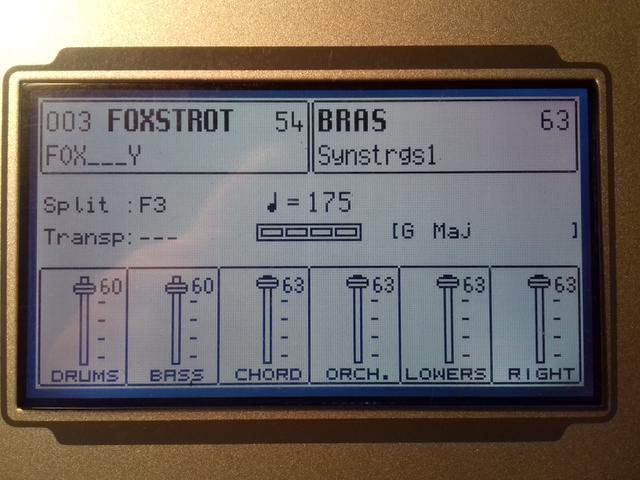 003 FOXSTROT 54
FOX___Y
BRAS 63
Synstrgs1
Split :F3
♩=175
Transp:---
[G Maj ]
60 60 63 63 63 63
DRUMS BASS CHORD ORCH. LOWERS RIGHT